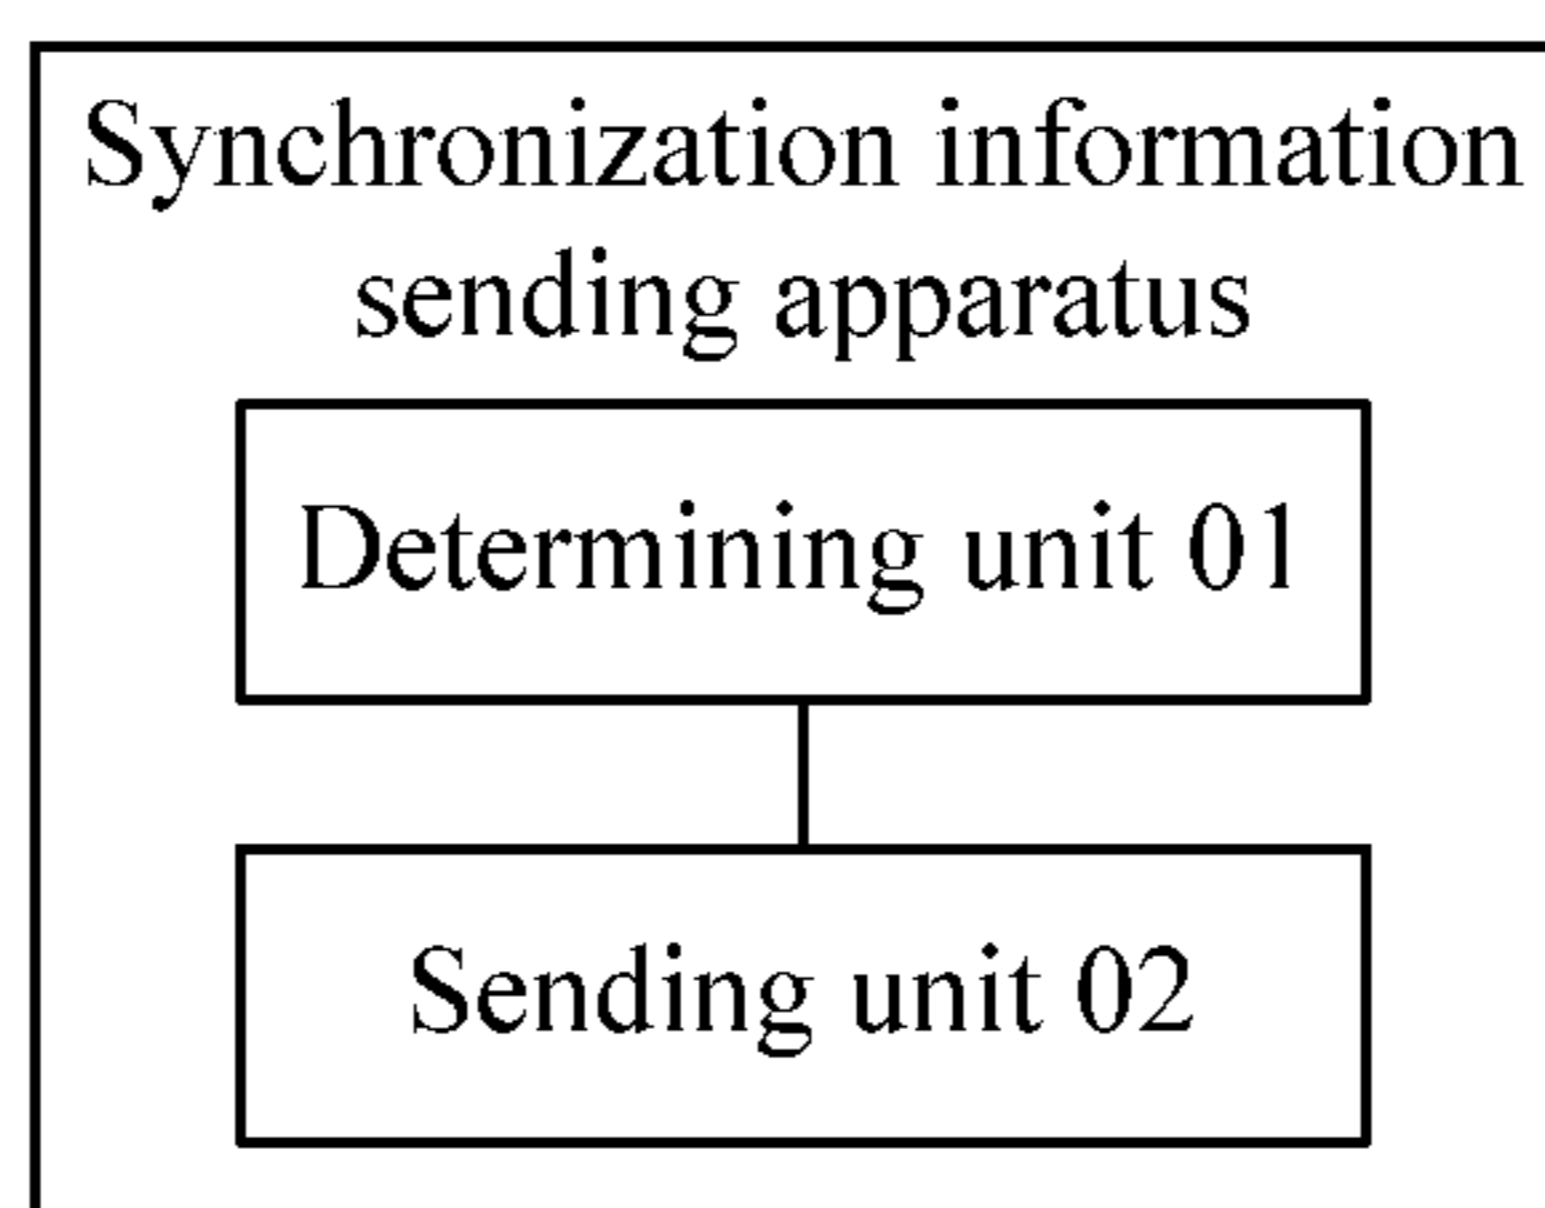 Synchronization information
sending apparatus
Determining unit 01
Sending unit 02